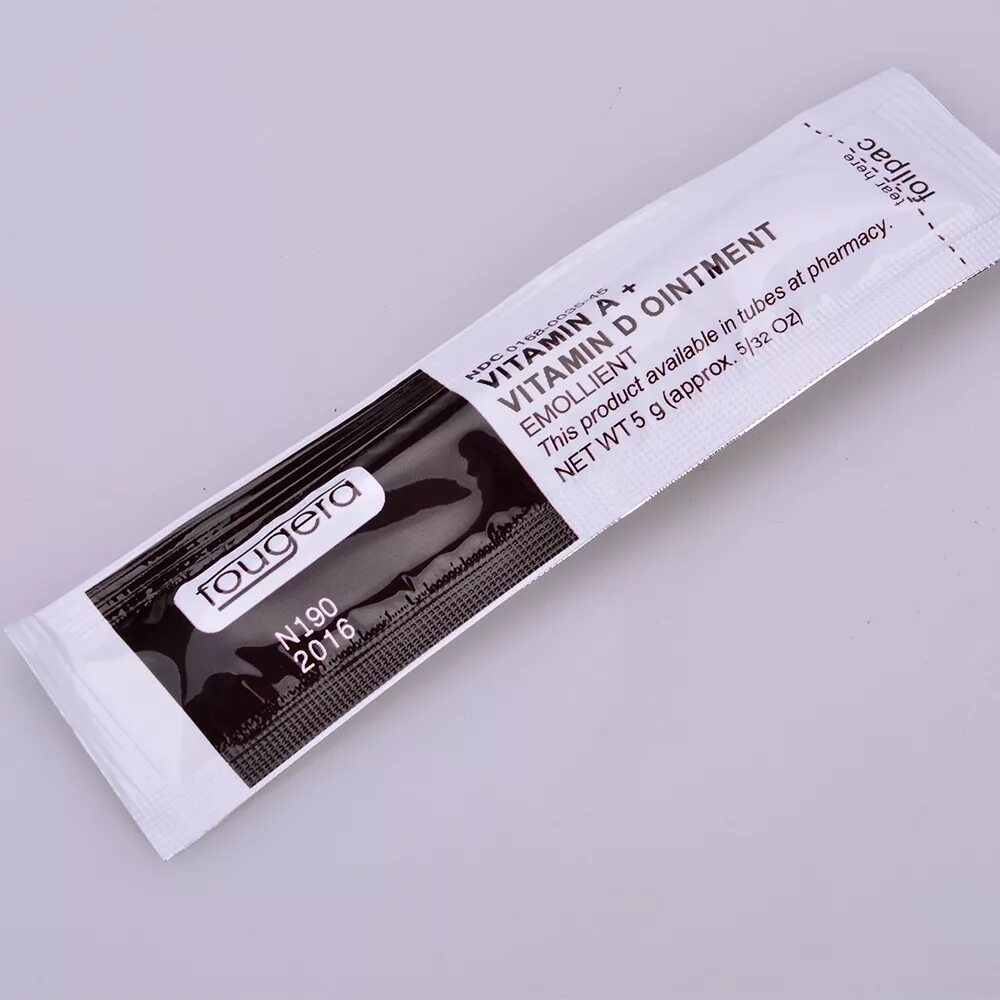 foilpac
tear here
NDC 0168-0035-45
VITAMIN A +
VITAMIN D OINTMENT
EMOLLIENT
This product available in tubes at pharmacy.
NET WT 5 g (approx. 5/32 Oz)
fougera
N190
2016